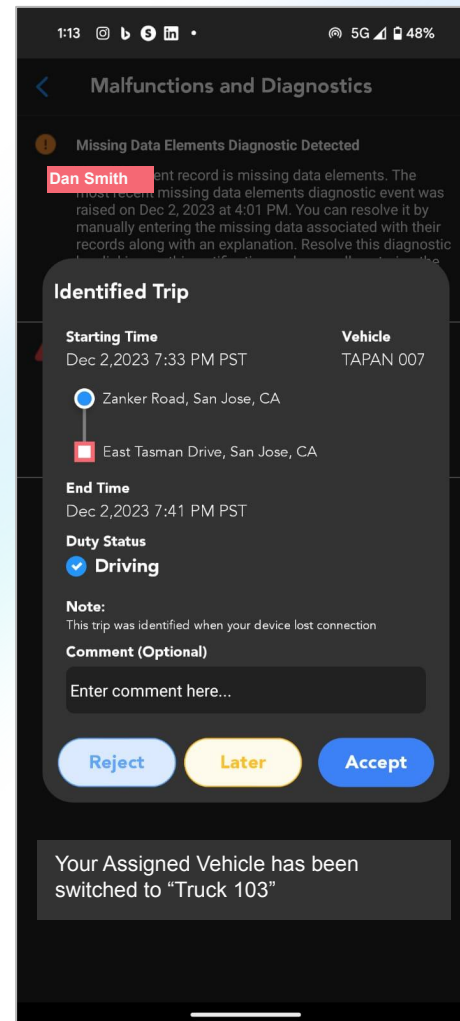 1:13 5G 48%
Malfunctions and Diagnostics
Missing Data Elements Diagnostic Detected
Dan Smith ent record is missing data elements. The
most recent missing data elements diagnostic event was
raised on Dec 2, 2023 at 4:01 PM. You can resolve it by
manually entering the missing data associated with their
records along with an explanation. Resolve this diagnostic
Identified Trip
Starting Time Vehicle
Dec 2,2023 7:33 PM PST TAPAN 007
Zanker Road, San Jose, CA
East Tasman Drive, San Jose, CA
End Time
Dec 2,2023 7:41 PM PST
Duty Status
Driving
Note:
This trip was identified when your device lost connection
Comment (Optional)
Enter comment here...
Reject Later Accept
Your Assigned Vehicle has been
switched to “Truck 103”